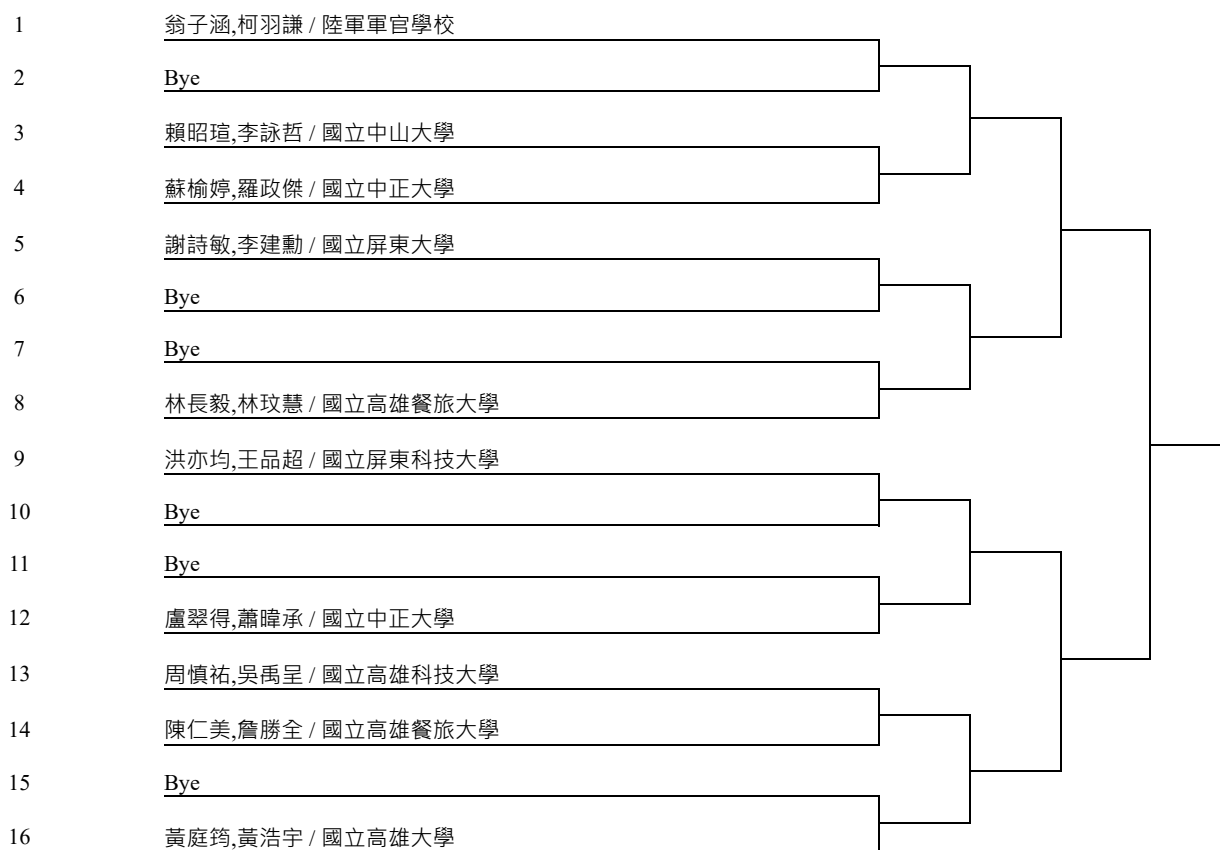 1 翁子涵,柯羽謙 / 陸軍軍官學校
2 Bye
3 賴昭瑄,李詠哲 / 國立中山大學
4 蘇榆婷,羅政傑 / 國立中正大學
5 謝詩敏,李建勳 / 國立屏東大學
6 Bye
7 Bye
8 林長毅,林玟慧 / 國立高雄餐旅大學
9 洪亦均,王品超 / 國立屏東科技大學
10 Bye
11 Bye
12 盧翠得,蕭暐承 / 國立中正大學
13 周慎祐,吳禹呈 / 國立高雄科技大學
14 陳仁美,詹勝全 / 國立高雄餐旅大學
15 Bye
16 黃庭筠,黃浩宇 / 國立高雄大學